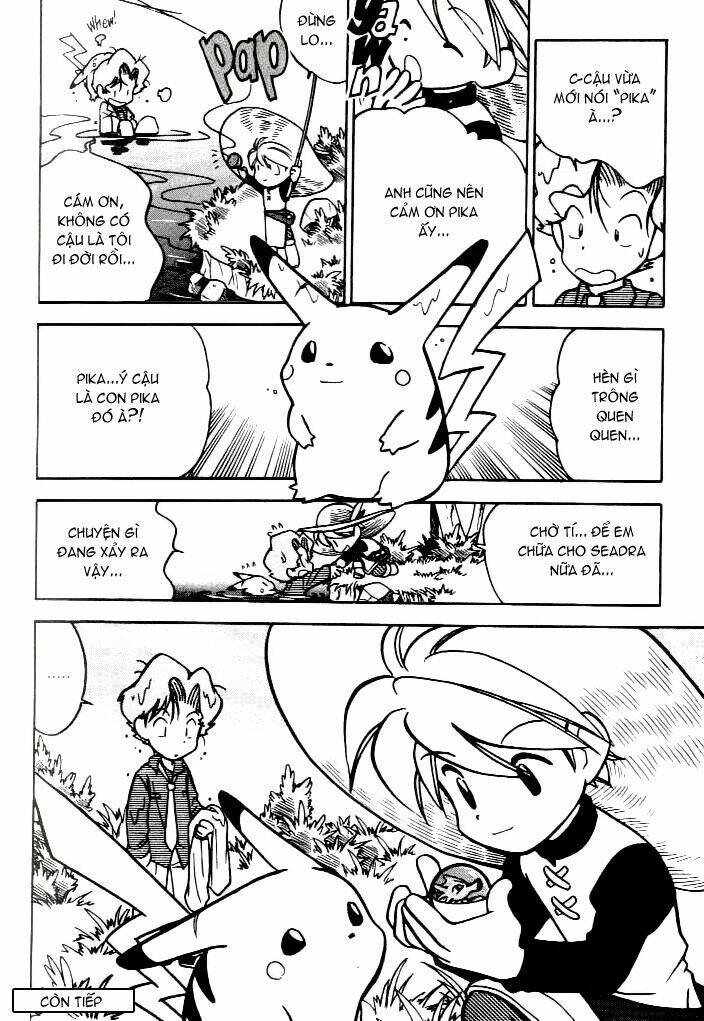 Whew!
Pap
ĐỪNG
LO...
CÁM ƠN,
KHÔNG CÓ
CẬU LÀ TÔI
ĐI ĐỜI RỒI...
Yawn
ANH CŨNG NÊN
CẢM ƠN PIKA
ẤY...
C-CẬU VỪA
MỚI NÓI "PIKA"
À...?
PIKA...Ý CẬU
LÀ CON PIKA
ĐÓ À?!
HÈN GÌ
TRÔNG
QUEN
QUEN...
CHUYỆN GÌ
ĐANG XẢY RA
VẬY...
CHỜ TÍ... ĐỂ EM
CHỮA CHO SEADRA
NỮA ĐÃ...
......
CÒN TIẾP